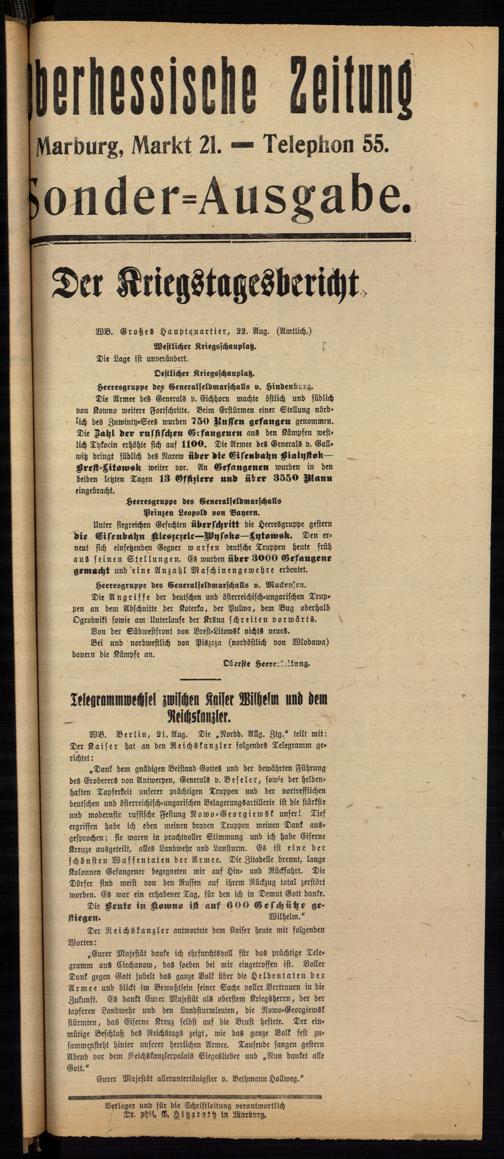 Oberhessische Zeitung
Marburg, Markt 21. — Telephon 55.
Sonder=Ausgabe.
Der Kriegstagesbericht.
WB. Großes Hauptquartier, 22. Aug. (Amtlich.)
Westlicher Kriegsschauplatz.
Die Lage ist unverändert.
Oestlicher Kriegsschauplatz.
Heeresgruppe des Generalfeldmarschalls v. Hindenburg.
Die Armee des Generals v. Eichhorn machte östlich und südlich
von Kowno weitere Fortschritte. Beim Erstürmen einer Stellung nörd-
lich des Zuwinty-Sees wurden 750 Russen gefangen genommen.
Die Zahl der russischen Gefangenen aus den Kämpfen west-
lich Tykocin erhöhte sich auf 1100. Die Armee des Generals v. Gall-
witz dringt südlich des Narew über die Eisenbahn Bialystok—
Brest-Litowsk weiter vor. An Gefangenen wurden in den
beiden letzten Tagen 13 Offiziere und über 3550 Mann
eingebracht.
Heeresgruppe des Generalfeldmarschalls
Prinzen Leopold von Bayern.
Unter siegreichen Gefechten überschritt die Heeresgruppe gestern
die Eisenbahn Kleszczele—Wysoko-Lytowsk. Den er-
neut sich einsetzenden Gegner warfen deutsche Truppen heute früh
aus seinen Stellungen. Es wurden über 3000 Gefangene
gemacht und eine Anzahl Maschinengewehre erbeutet.
Heeresgruppe des Generalfeldmarschalls v. Mackensen.
Die Angriffe der deutschen und österreichisch-ungarischen Trup-
pen an dem Abschnitte der Koterka, der Pulwa, dem Bug oberhalb
Ogrodniki sowie am Unterlaufe der Krsna schreiten vorwärts.
Von der Südwestfront von Brest-Litowsk nichts neues.
Bei und nordwestlich von Piszcza (nordöstlich von Wlodawa)
dauern die Kämpfe an.
Oberste Heeresleitung.
Telegrammwechsel zwischen Kaiser Wilhelm und dem
Reichskanzler.
WB. Berlin, 21. Aug. Die „Nordd. Allg. Ztg.“ teilt mit:
Der Kaiser hat an den Reichskanzler folgendes Telegramm ge-
richtet:
„Dank dem gnädigen Beistand Gottes und der bewährten Führung
des Eroberers von Antwerpen, Generals v. Beseler, sowie der helden-
haften Tapferkeit unserer prächtigen Truppen und der vortrefflichen
deutschen und österreichisch-ungarischen Belagerungsartillerie ist die stärkste
und modernste russische Festung Nowo-Georgiewsk unser! Tief
ergriffen habe ich eben meinen braven Truppen meinen Dank aus-
gesprochen; sie waren in prachtvoller Stimmung und ich habe Eiserne
Kreuze ausgeteilt, alles Landwehr und Landsturm. Es ist eine der
schönsten Waffentaten der Armee. Die Zitadelle brennt, lange
Kolonnen Gefangener begegneten mir auf Hin- und Rückfahrt. Die
Dörfer sind meist von den Russen auf ihrem Rückzug total zerstört
worden. Es war ein erhabener Tag, für den ich in Demut Gott danke.
Die Beute in Kowno ist auf 600 Geschütze ge-
stiegen. Wilhelm.“
Der Reichskanzler antwortete dem Kaiser heute mit folgenden
Worten:
„Eurer Majestät danke ich ehrfurchtsvoll für das prächtige Tele-
gramm aus Ciechanow, das soeben bei mir eingetroffen ist. Voller
Dank gegen Gott jubelt das ganze Volk über die Heldentaten der
Armee und blickt im Bewußtsein seiner Sache voller Vertrauen in die
Zukunft. Es dankt Eurer Majestät als oberstem Kriegsherrn, der der
tapferen Landwehr und den Landsturmleuten, die Nowo-Georgiewsk
stürmten, das Eiserne Kreuz selbst auf die Brust heftete. Der ein-
mütige Beschluß des Reichstags zeigt, wie das ganze Volk fest zu-
sammensteht hinter unserer herrlichen Armee. Tausende sangen gestern
Abend vor dem Reichskanzlerpalais Siegeslieder und „Nun danket alle
Gott.“
Eurer Majestät alleruntertänigster v. Bethmann Hollweg.“
Verleger und für die Schriftleitung verantwortlich
Dr. phil. C. Hitzeroth in Marburg.